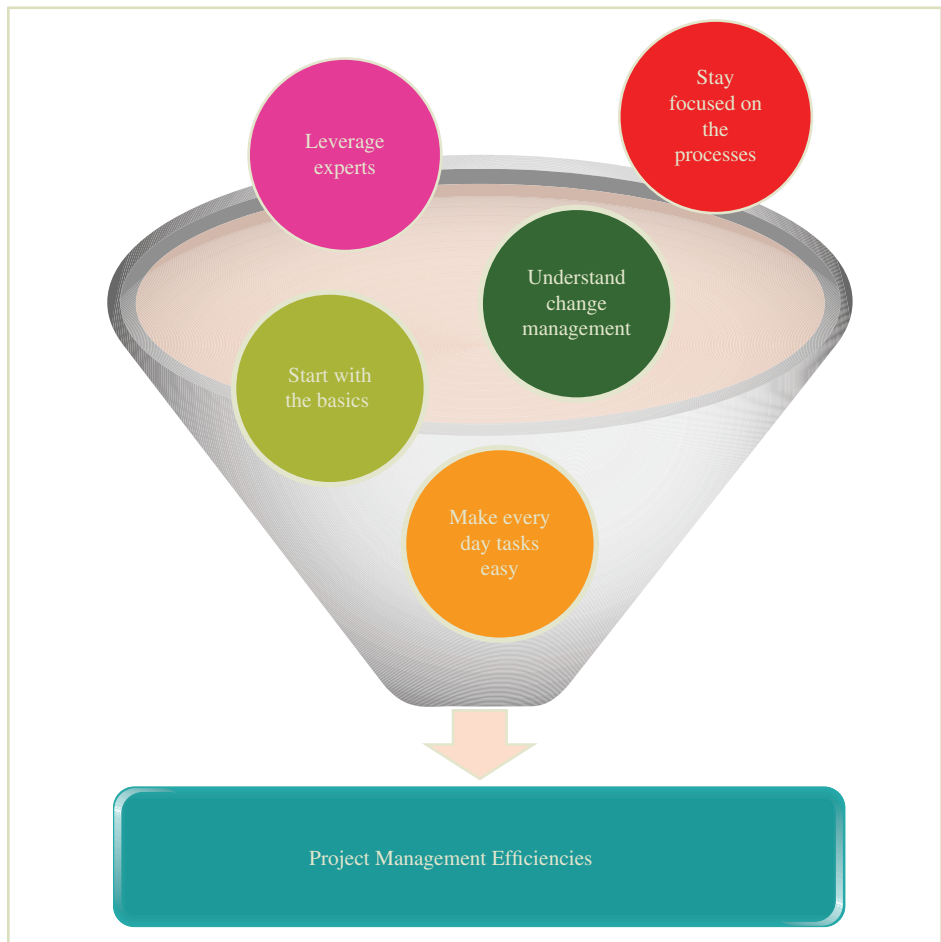 Stay
focused on
the
processes
Leverage
experts
Understand
change
management
Start with
the basics
Make every
day tasks
easy
Project Management Efficiencies